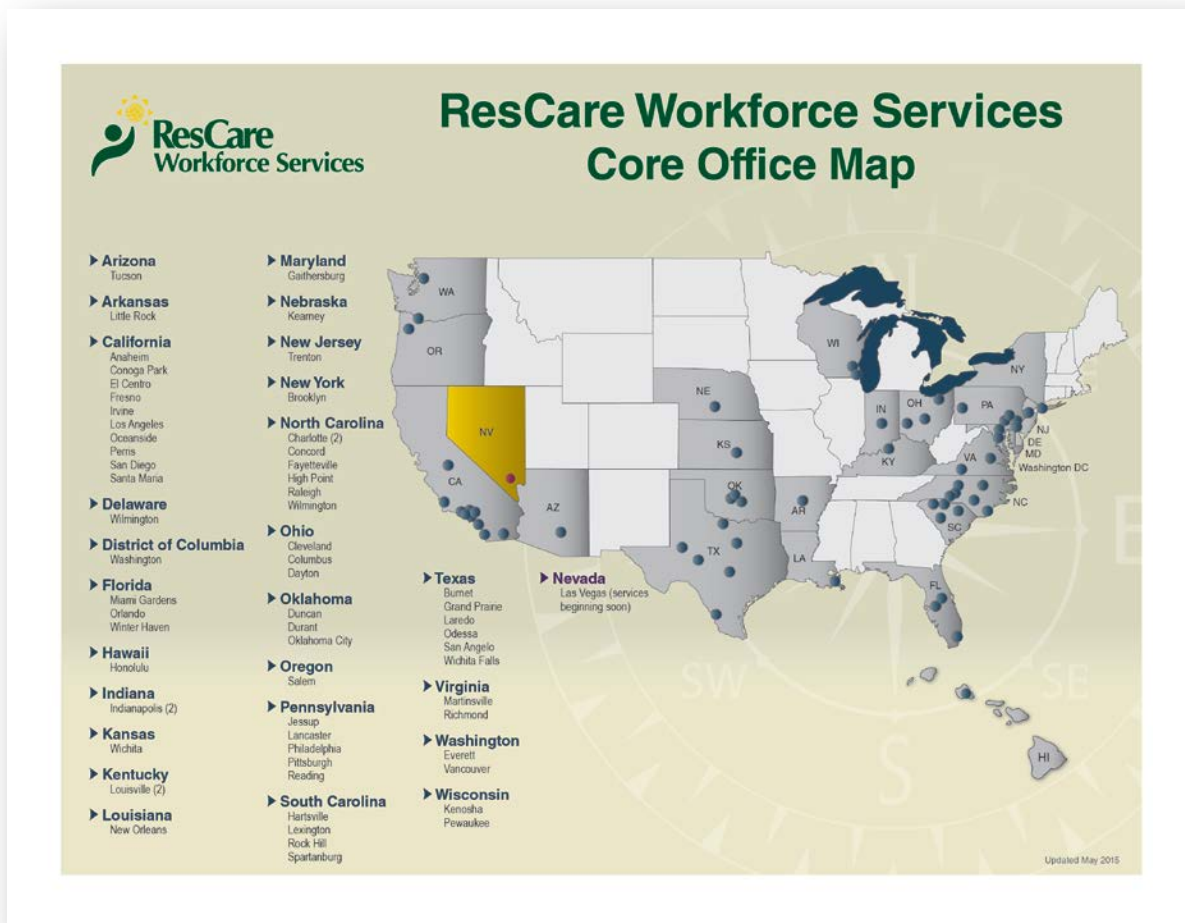 ResCare
Workforce Services
ResCare Workforce Services
Core Office Map
Arizona
Tucson
Arkansas
Little Rock
California
Anaheim
Conoga Park
El Centro
Fresno
Irvine
Los Angeles
Oceanside
Perris
San Diego
Santa Maria
Delaware
Wilmington
District of Columbia
Washington
Florida
Miami Gardens
Orlando
Winter Haven
Hawaii
Honolulu
Indiana
Indianapolis (2)
Kansas
Wichita
Kentucky
Louisville (2)
Louisiana
New Orleans
Maryland
Gaithersburg
Nebraska
Kearney
New Jersey
Trenton
New York
Brooklyn
North Carolina
Charlotte (2)
Concord
Fayetteville
High Point
Raleigh
Wilmington
Ohio
Cleveland
Columbus
Dayton
Oklahoma
Duncan
Durant
Oklahoma City
Oregon
Salem
Pennsylvania
Jessup
Lancaster
Philadelphia
Pittsburgh
Reading
South Carolina
Hartsville
Lexington
Rock Hill
Spartanburg
Texas
Burnet
Grand Prairie
Laredo
Odessa
San Angelo
Wichita Falls
Virginia
Martinsville
Richmond
Washington
Everett
Vancouver
Wisconsin
Kenosha
Pewaukee
Nevada
Las Vegas (services
beginning soon)
WA
OR
NV
CA
AZ
NE
KS
OK
TX
AR
LA
WI
IN
OH
KY
PA
NY
NJ
DE
MD
Washington DC
VA
NC
SC
FL
HI
N
E
SE
S
SW
Updated May 2015